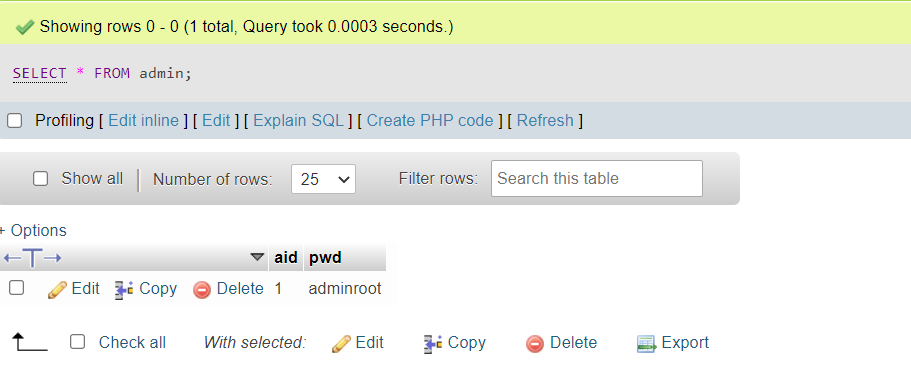 Showing rows 0 - 0 (1 total, Query took 0.0003 seconds.)
SELECT * FROM admin;
Profiling [ Edit inline ] [ Edit ] [ Explain SQL ] [ Create PHP code ] [ Refresh ]
Show all | Number of rows: 25 Filter rows: Search this table
+ Options
←T→ aid pwd
Edit Copy Delete 1 adminroot
Check all With selected: Edit Copy Delete Export